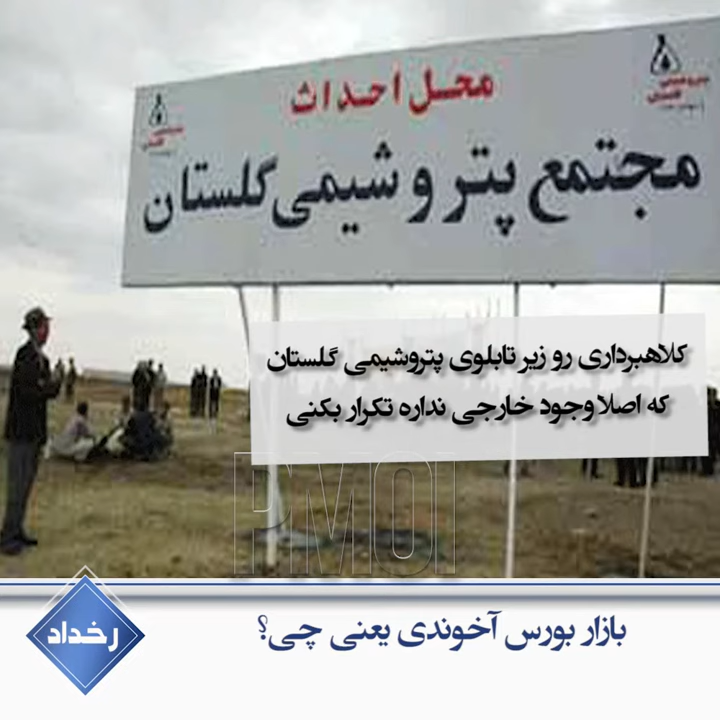 محل احداث
مجتمع پتروشیمی گلستان
کلاهبرداری رو زیر تابلوی پتروشیمی گلستان
که اصلا وجود خارجی نداره تکرار بکنی
PMOI
بازار بورس آخوندی یعنی چی؟
رخداد